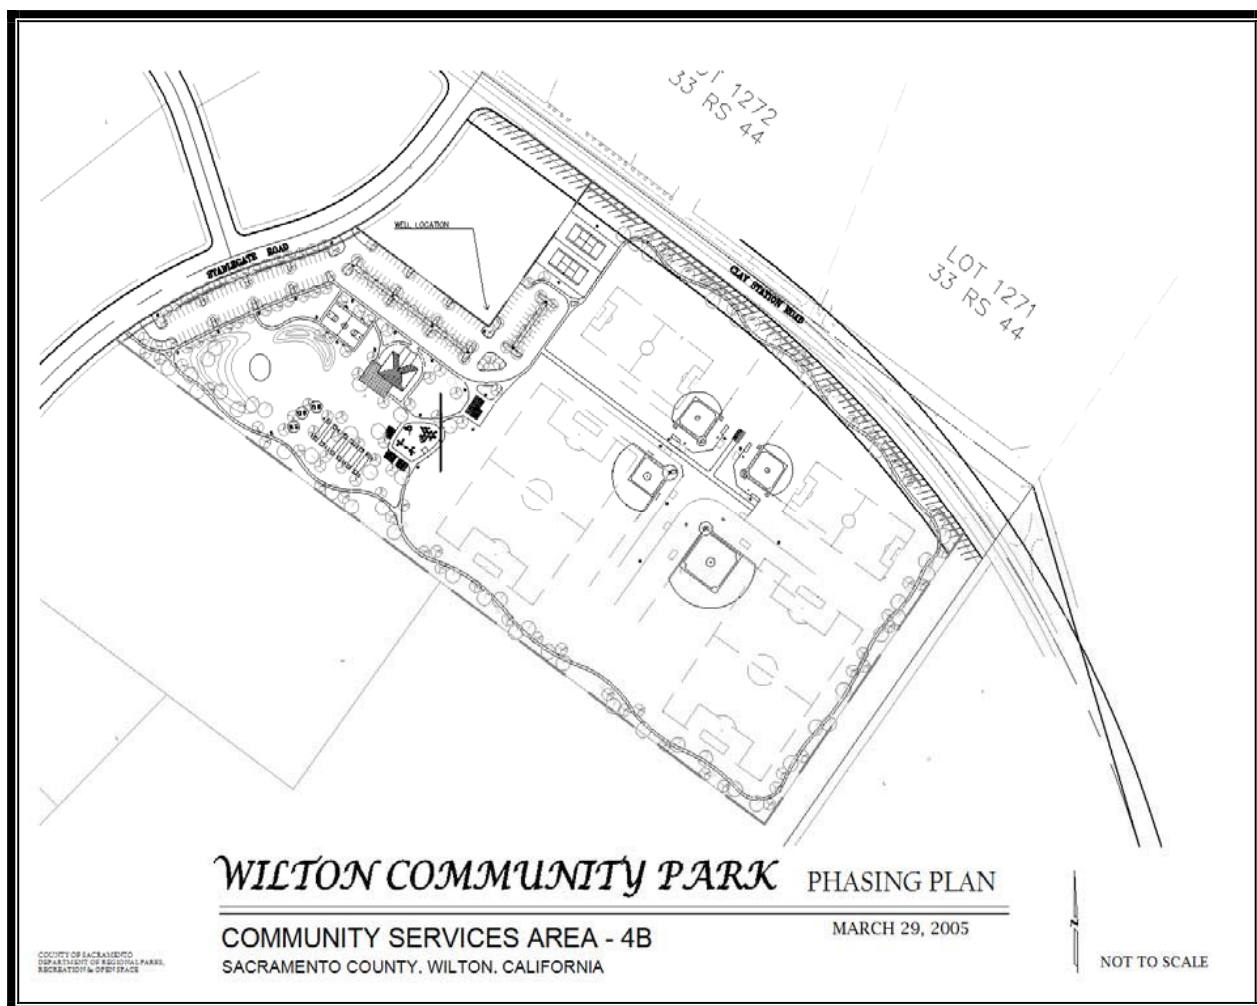 LOT 1272
33 RS 44
LOT 1271
33 RS 44
WELL LOCATION
STABLEGATE ROAD
CLAY STATION ROAD
WILTON COMMUNITY PARK
PHASING PLAN
MARCH 29, 2005
COMMUNITY SERVICES AREA - 4B
SACRAMENTO COUNTY, WILTON, CALIFORNIA
COUNTY OF SACRAMENTO
DEPARTMENT OF REGIONAL PARKS,
RECREATION & OPEN SPACE
N
NOT TO SCALE